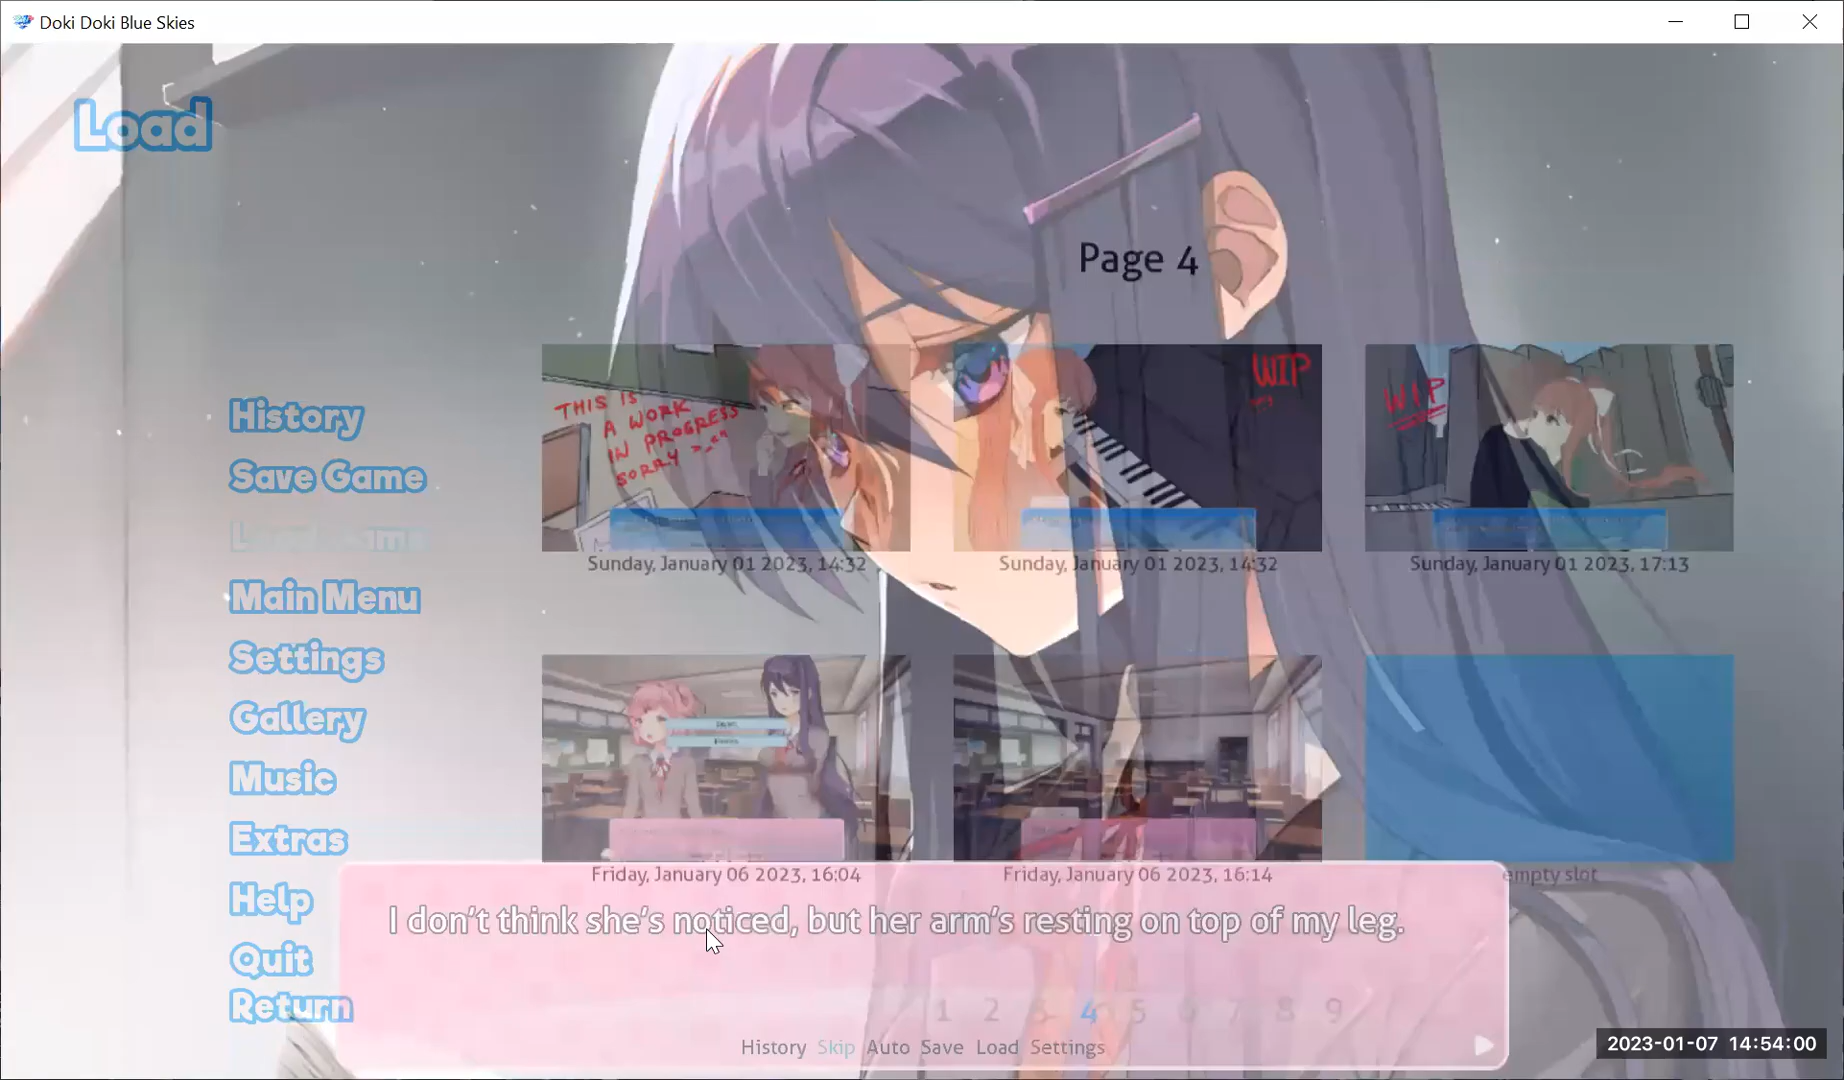 Doki Doki Blue Skies
Load
Page 4
THIS IS
A WORK
IN PROGRESS
SORRY >_<"
WIP
WIP
Sunday, January 01 2023, 14:32
Sunday, January 01 2023, 14:32
Sunday, January 01 2023, 17:13
History
Save Game
Load Game
Main Menu
Settings
Gallery
Music
Extras
Help
Quit
Return
Friday, January 06 2023, 16:04
Friday, January 06 2023, 16:14
empty slot
I don't think she's noticed, but her arm's resting on top of my leg.
1 2 3 4 5 6 7 8 9
History Skip Auto Save Load Settings
2023-01-07 14:54:00